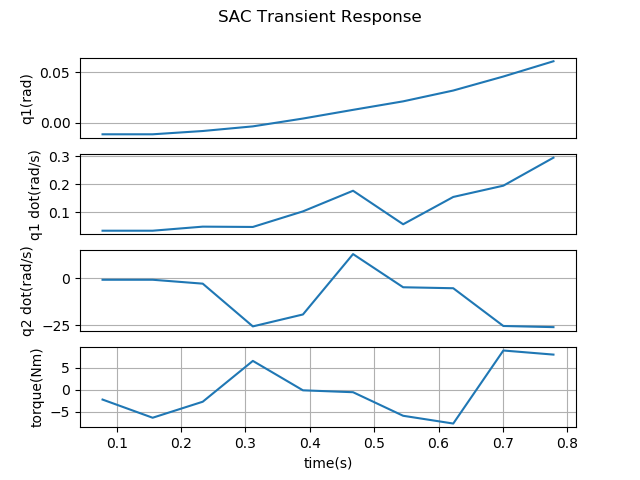 SAC Transient Response
0.05
0.00
q1(rad)
0.3
0.2
0.1
q1 dot(rad/s)
0
−25
q2 dot(rad/s)
5
0
−5
torque(Nm)
0.1 0.2 0.3 0.4 0.5 0.6 0.7 0.8
time(s)